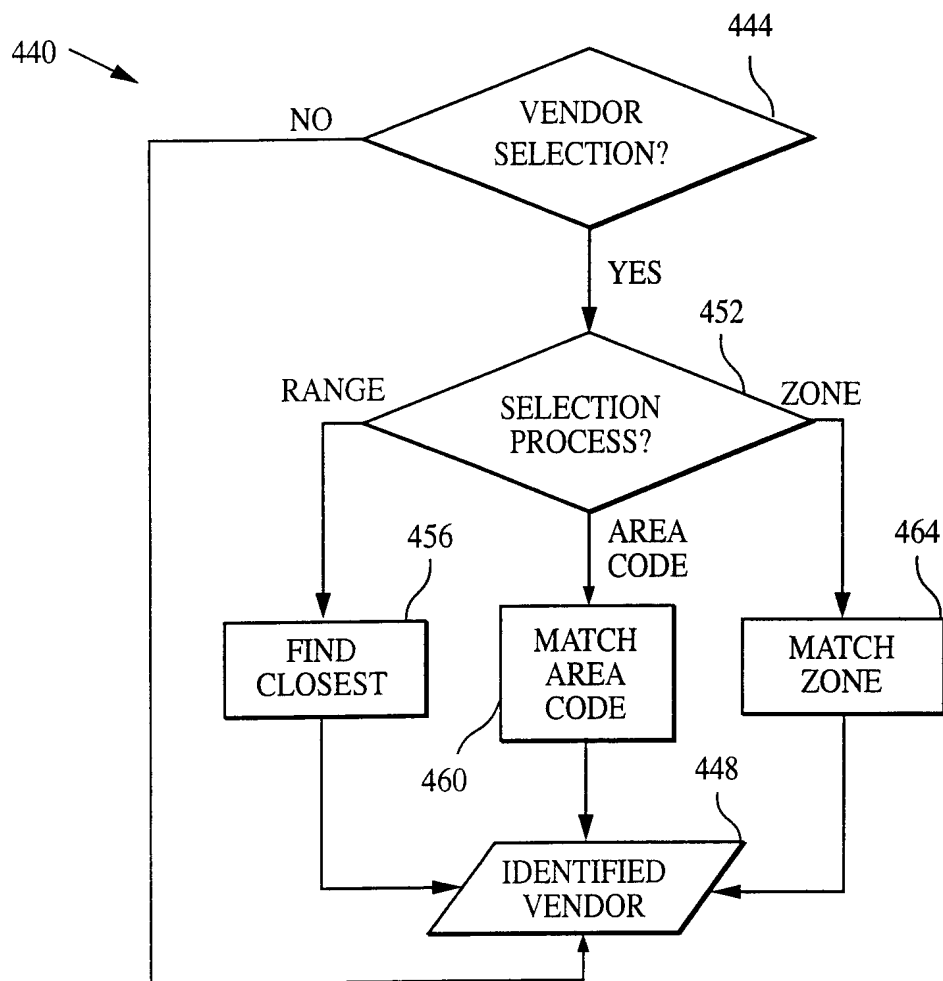 440
444
NO
VENDOR
SELECTION?
YES
452
RANGE
ZONE
SELECTION
PROCESS?
456
AREA
CODE
464
FIND
CLOSEST
MATCH
AREA
CODE
MATCH
ZONE
460
448
IDENTIFIED
VENDOR